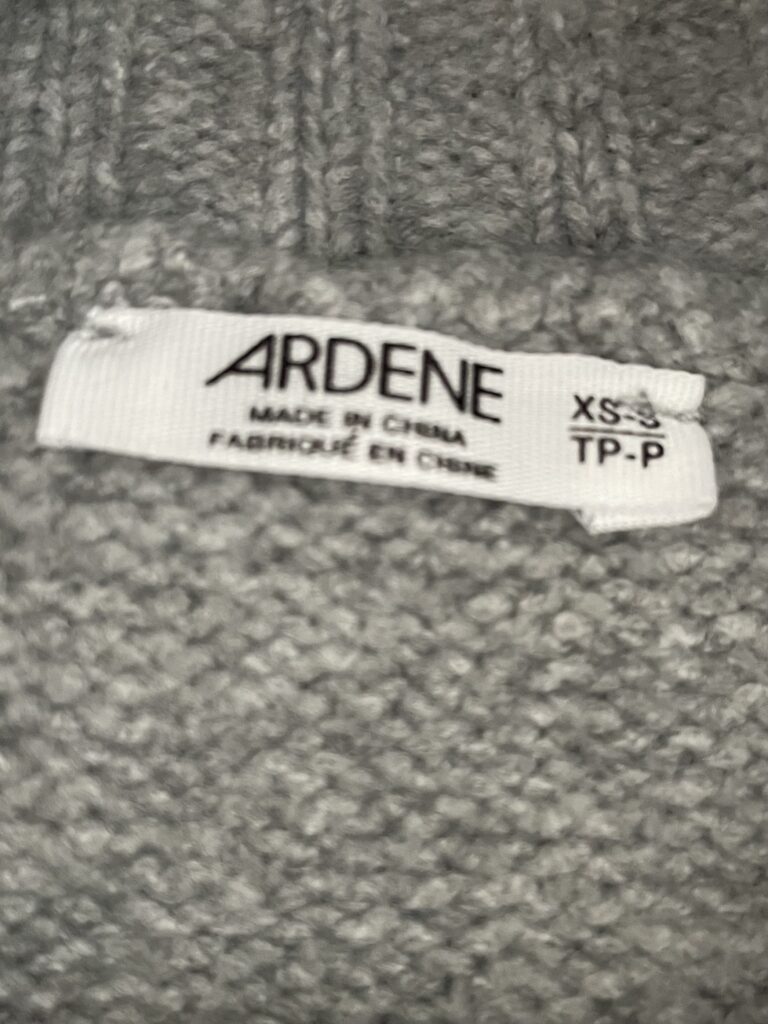 ARDENE
MADE IN CHINA
FABRIQUÉ EN CHINE
XS-S
TP-P